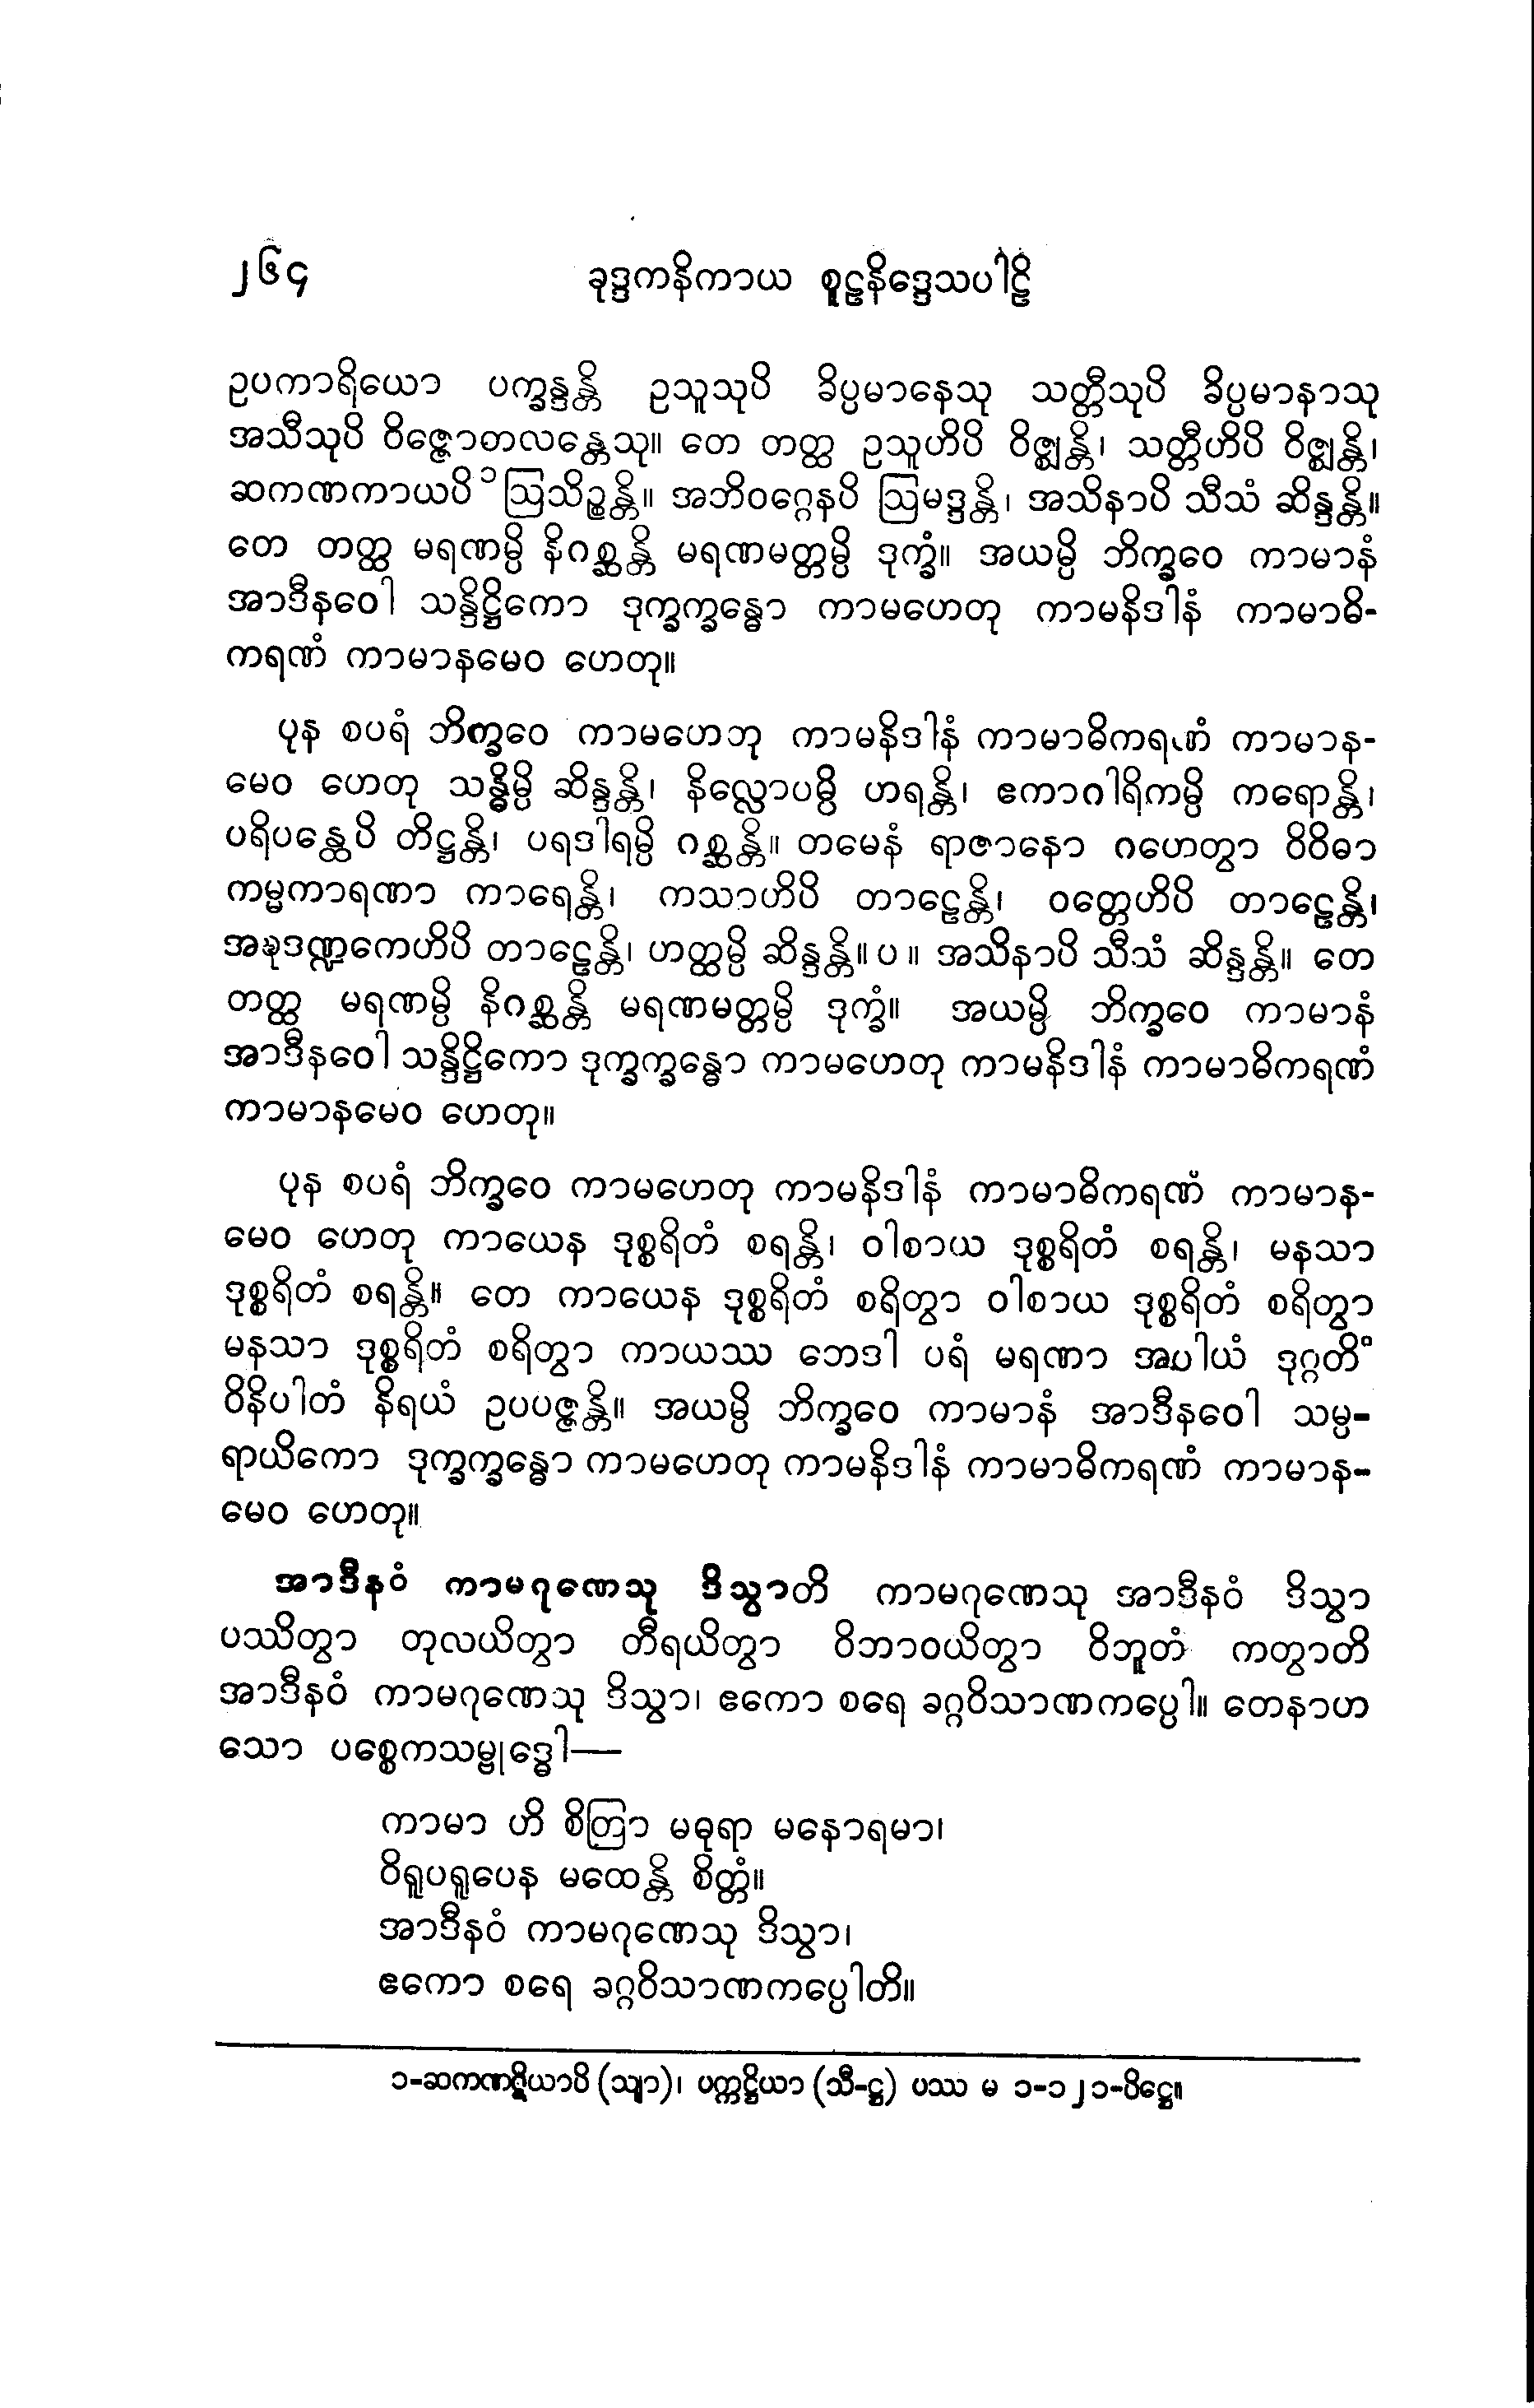 ၂၆၄ ခုဒ္ဒကနိကာယ စူဠနိဒ္ဒေသပါဠိ
ဥပကာရိယော ပက္ခန္ဒန္တိ ဥသူသုပိ ခိပ္ပမာနေသု သတ္တီသုပိ ခိပ္ပမာနာသု
အသီသုပိ ဝိဇ္ဇောတလန္တေသု။ တေ တတ္ထ ဥသူဟိပိ ဝိဇ္ဈန္တိ၊ သတ္တီဟိပိ ဝိဇ္ဈန္တိ၊
ဆကဏကာယပိ ၁ ဩသိဉ္စန္တိ။ အဘိဝဂ္ဂေနပိ ဩမဒ္ဒန္တိ၊ အသိနာပိ သီသံ ဆိန္ဒန္တိ။
တေ တတ္ထ မရဏမ္ပိ နိဂစ္ဆန္တိ မရဏမတ္တမ္ပိ ဒုက္ခံ။ အယမ္ပိ ဘိက္ခဝေ ကာမာနံ
အာဒီနဝေါ သန္ဒိဋ္ဌိကော ဒုက္ခက္ခန္ဓော ကာမဟေတု ကာမနိဒါနံ ကာမာဓိ-
ကရဏံ ကာမာနမေဝ ဟေတု။
ပုန စပရံ ဘိက္ခဝေ ကာမဟေတု ကာမနိဒါနံ ကာမာဓိကရဏံ ကာမာန-
မေဝ ဟေတု သန္ဓိမ္ပိ ဆိန္ဒန္တိ၊ နိလ္လောပမ္ပိ ဟရန္တိ၊ ဧကာဂါရိကမ္ပိ ကရောန္တိ၊
ပရိပန္ထေပိ တိဋ္ဌန္တိ၊ ပရဒါရမ္ပိ ဂစ္ဆန္တိ။ တမေနံ ရာဇာနော ဂဟေတွာ ဝိဝိဓာ
ကမ္မကာရဏာ ကာရေန္တိ၊ ကသာဟိပိ တာဠေန္တိ၊ ဝတ္တေဟိပိ တာဠေန္တိ၊
အဍ္ဎဒဏ္ဍကေဟိပိ တာဠေန္တိ၊ ဟတ္ထမ္ပိ ဆိန္ဒန္တိ။ ပ ။ အသိနာပိ သီသံ ဆိန္ဒန္တိ။ တေ
တတ္ထ မရဏမ္ပိ နိဂစ္ဆန္တိ မရဏမတ္တမ္ပိ ဒုက္ခံ။ အယမ္ပိ ဘိက္ခဝေ ကာမာနံ
အာဒီနဝေါ သန္ဒိဋ္ဌိကော ဒုက္ခက္ခန္ဓော ကာမဟေတု ကာမနိဒါနံ ကာမာဓိကရဏံ
ကာမာနမေဝ ဟေတု။
ပုန စပရံ ဘိက္ခဝေ ကာမဟေတု ကာမနိဒါနံ ကာမာဓိကရဏံ ကာမာန-
မေဝ ဟေတု ကာယေန ဒုစ္စရိတံ စရန္တိ၊ ဝါစာယ ဒုစ္စရိတံ စရန္တိ၊ မနသာ
ဒုစ္စရိတံ စရန္တိ။ တေ ကာယေန ဒုစ္စရိတံ စရိတွာ ဝါစာယ ဒုစ္စရိတံ စရိတွာ
မနသာ ဒုစ္စရိတံ စရိတွာ ကာယဿ ဘေဒါ ပရံ မရဏာ အပါယံ ဒုဂ္ဂတိံ
ဝိနိပါတံ နိရယံ ဥပပဇ္ဇန္တိ။ အယမ္ပိ ဘိက္ခဝေ ကာမာနံ အာဒီနဝေါ သမ္ပ-
ရာယိကော ဒုက္ခက္ခန္ဓော ကာမဟေတု ကာမနိဒါနံ ကာမာဓိကရဏံ ကာမာန-
မေဝ ဟေတု။
အာဒီနဝံ ကာမဂုဏေသု ဒိသွာတိ ကာမဂုဏေသု အာဒီနဝံ ဒိသွာ
ပဿိတွာ တုလယိတွာ တီရယိတွာ ဝိဘာဝယိတွာ ဝိဘူတံ ကတွာတိ
အာဒီနဝံ ကာမဂုဏေသု ဒိသွာ၊ ဧကော စရေ ခဂ္ဂဝိသာဏကပ္ပေါ။ တေနာဟ
သော ပစ္စေကသမ္ဗုဒ္ဓေါ—
ကာမာ ဟိ စိတြာ မဓုရာ မနောရမာ၊
ဝိရူပရူပေန မထေန္တိ စိတ္တံ။
အာဒီနဝံ ကာမဂုဏေသု ဒိသွာ၊
ဧကော စရေ ခဂ္ဂဝိသာဏကပ္ပေါတိ။
၁-ဆကဏဋိယာပိ (သျာ)၊ ပက္ကဋ္ဌိယာ (သီ-ဋ္ဌ) ပဿ မ ၁-၁၂၁-ပိဋ္ဌေ။